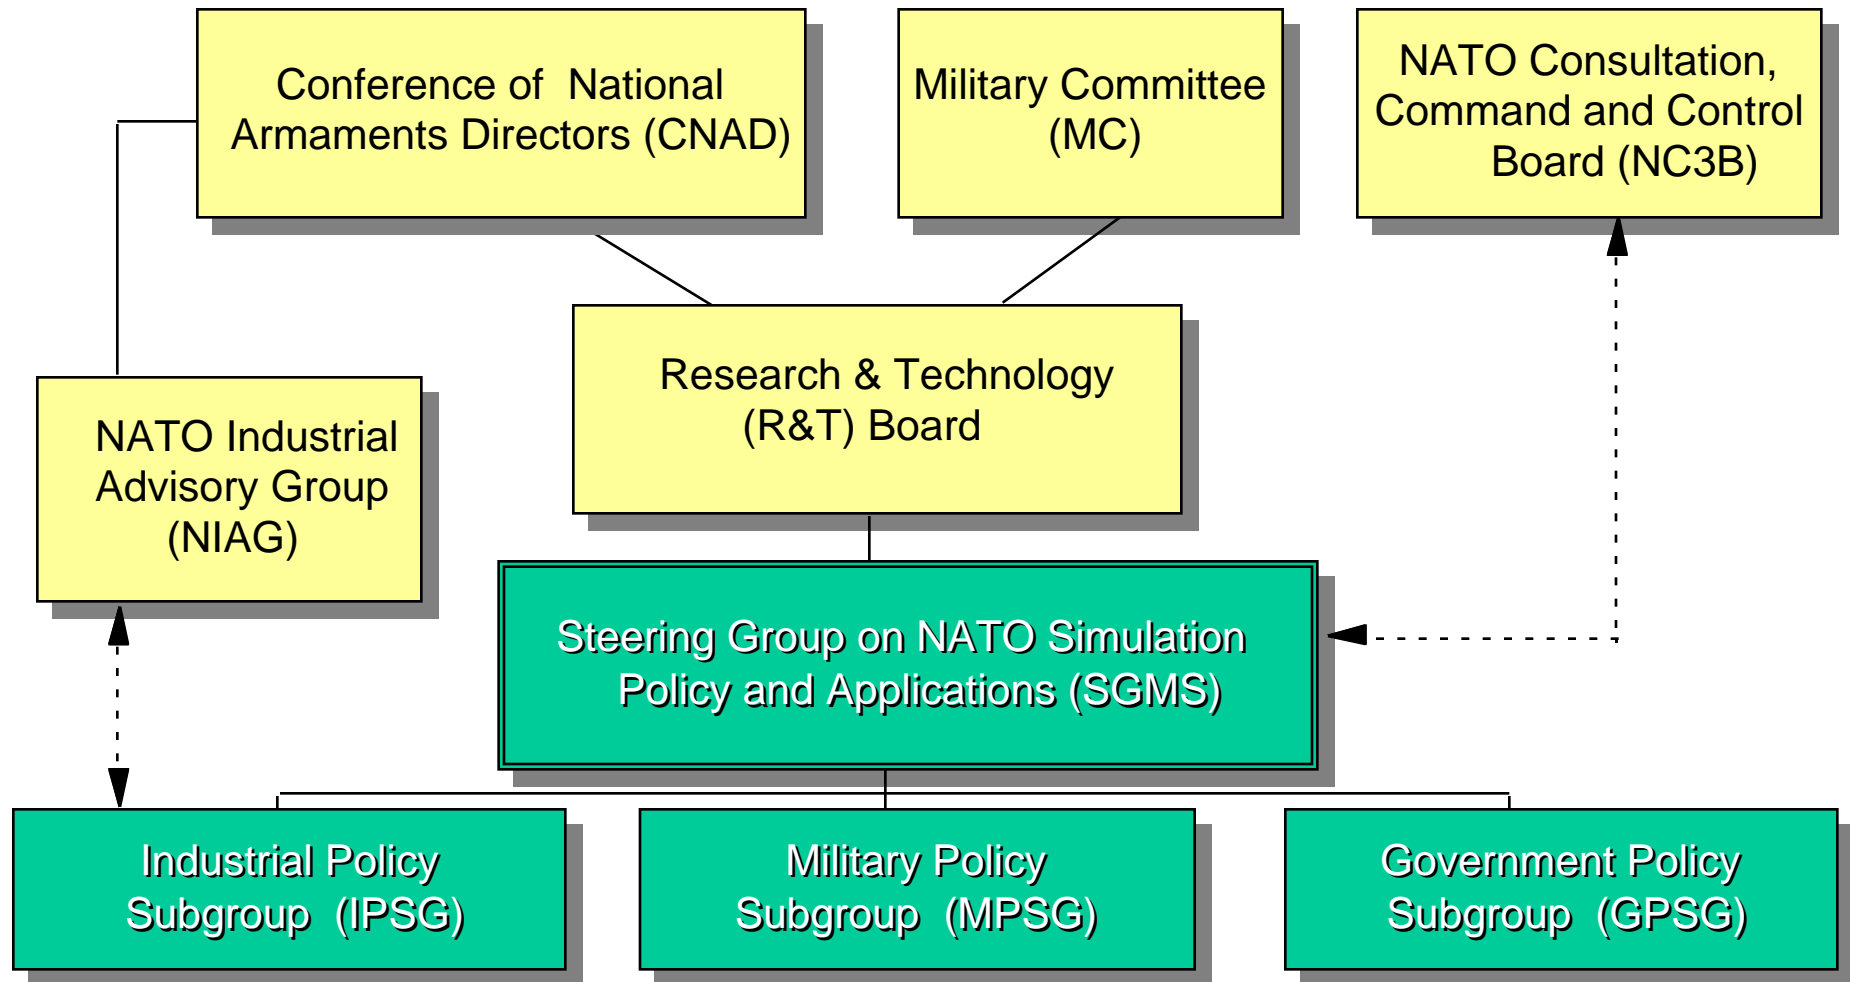 Conference of National
Armaments Directors (CNAD)
Military Committee
(MC)
NATO Consultation,
Command and Control
Board (NC3B)
Research & Technology
(R&T) Board
NATO Industrial
Advisory Group
(NIAG)
Steering Group on NATO Simulation
Policy and Applications (SGMS)
Industrial Policy
Subgroup (IPSG)
Military Policy
Subgroup (MPSG)
Government Policy
Subgroup (GPSG)